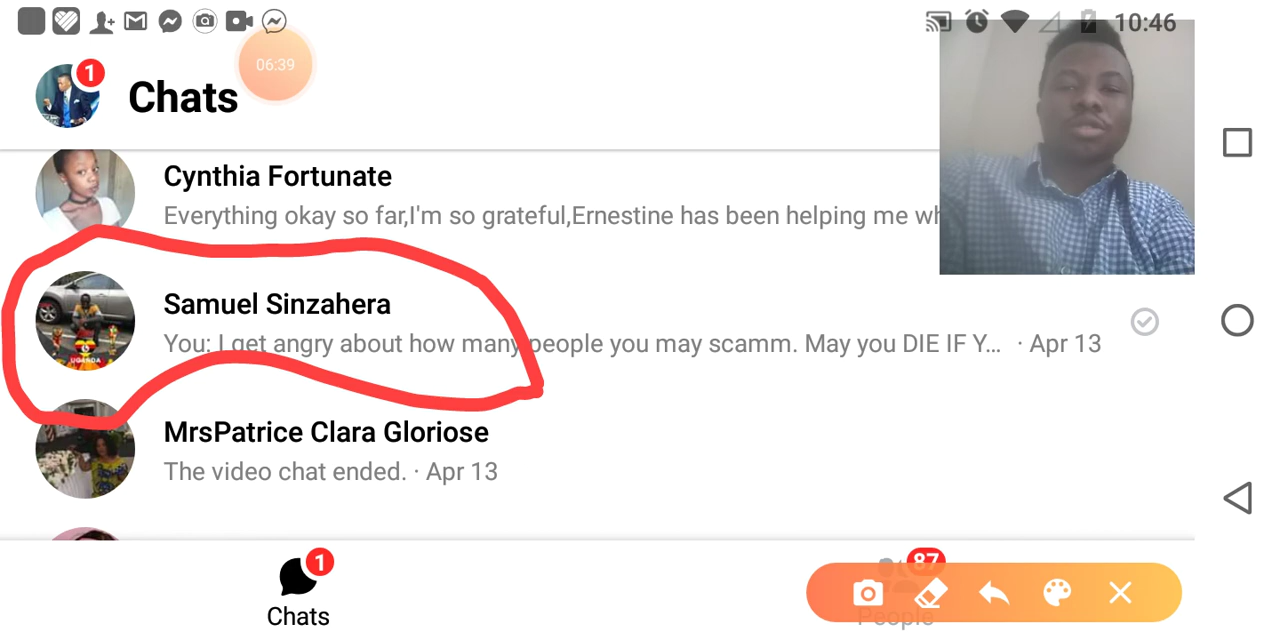 10:46
06:39
1
Chats
Cynthia Fortunate
Everything okay so far,I'm so grateful,Ernestine has been helping me wh
Samuel Sinzahera
You: I get angry about how many people you may scamm. May you DIE IF Y... · Apr 13
UGANDA
MrsPatrice Clara Gloriose
The video chat ended. · Apr 13
1
87
Chats
People